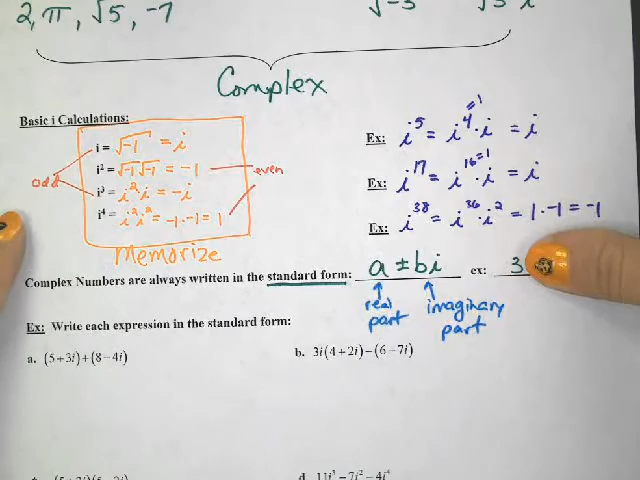 2, π, √5, -7
√-3 √5 i
Complex
Basic i Calculations:
i = √-1 = i
i² = √-1 √-1 = -1
i³ = i² i = -i
i⁴ = i² i² = -1 · -1 = 1
odd
even
Memorize
=1
Ex: i⁵ = i⁴ · i = i
Ex: i¹⁷ = i¹⁶⁼¹ · i = i
Ex: i³⁸ = i³⁶ · i² = 1 · -1 = -1
Complex Numbers are always written in the standard form: a ± bi ex: 3
real part
imaginary part
Ex: Write each expression in the standard form:
a. (5+3i)+(8-4i)
b. 3i(4+2i)-(6-7i)